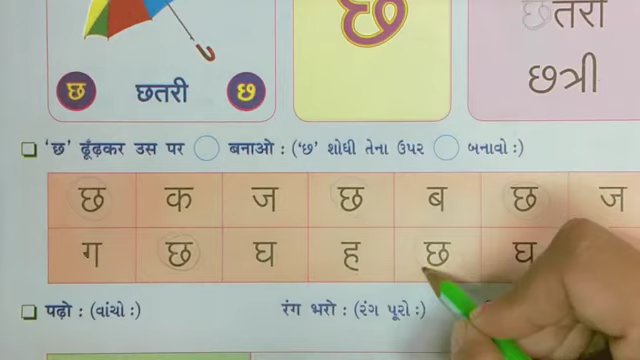 छ
छतरी
છ
छ
छतरी
છત્રી
'छ' ढूँढ़कर उस पर बनाओ : ('છ' શોધી તેના ઉપર બનાવો :)
छ क ज छ ब छ ज
ग छ घ ह छ घ
पढ़ो : (વાંચો :) रंग भरो : (રંગ પૂરો :)